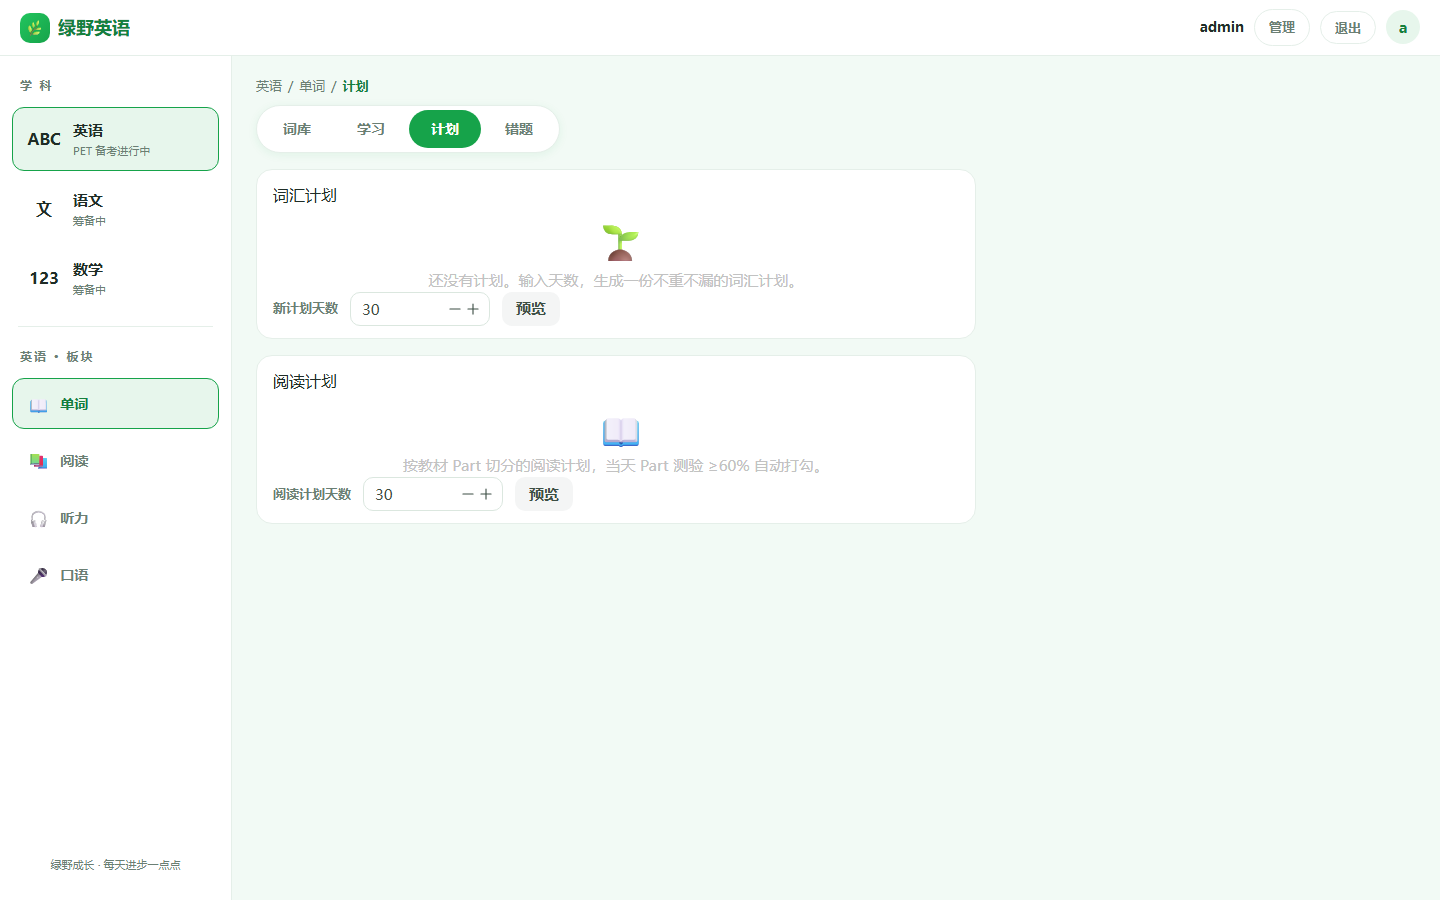 绿野英语
admin 管理 退出 a
学 科
ABC 英语
PET 备考进行中
文 语文
筹备中
123 数学
筹备中
英语 • 板块
单词
阅读
听力
口语
绿野成长 · 每天进步一点点
英语 / 单词 / 计划
词库 学习 计划 错题
词汇计划
还没有计划。输入天数，生成一份不重不漏的词汇计划。
新计划天数 30 预览
阅读计划
按教材 Part 切分的阅读计划，当天 Part 测验 ≥60% 自动打勾。
阅读计划天数 30 预览